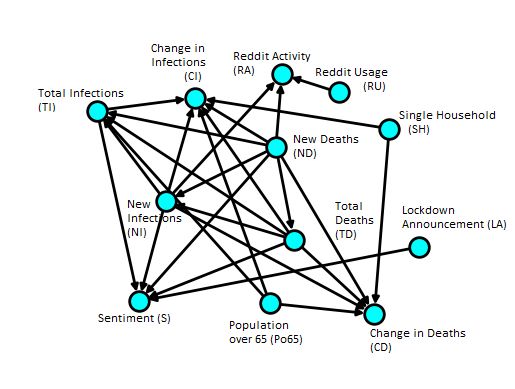 Change in
Infections
(CI)
Reddit Activity
(RA)
Reddit Usage
(RU)
Total Infections
(TI)
Single Household
(SH)
New Deaths
(ND)
New
Infections
(NI)
Total
Deaths
(TD)
Lockdown
Announcement (LA)
Sentiment (S)
Population
over 65 (Po65)
Change in Deaths
(CD)